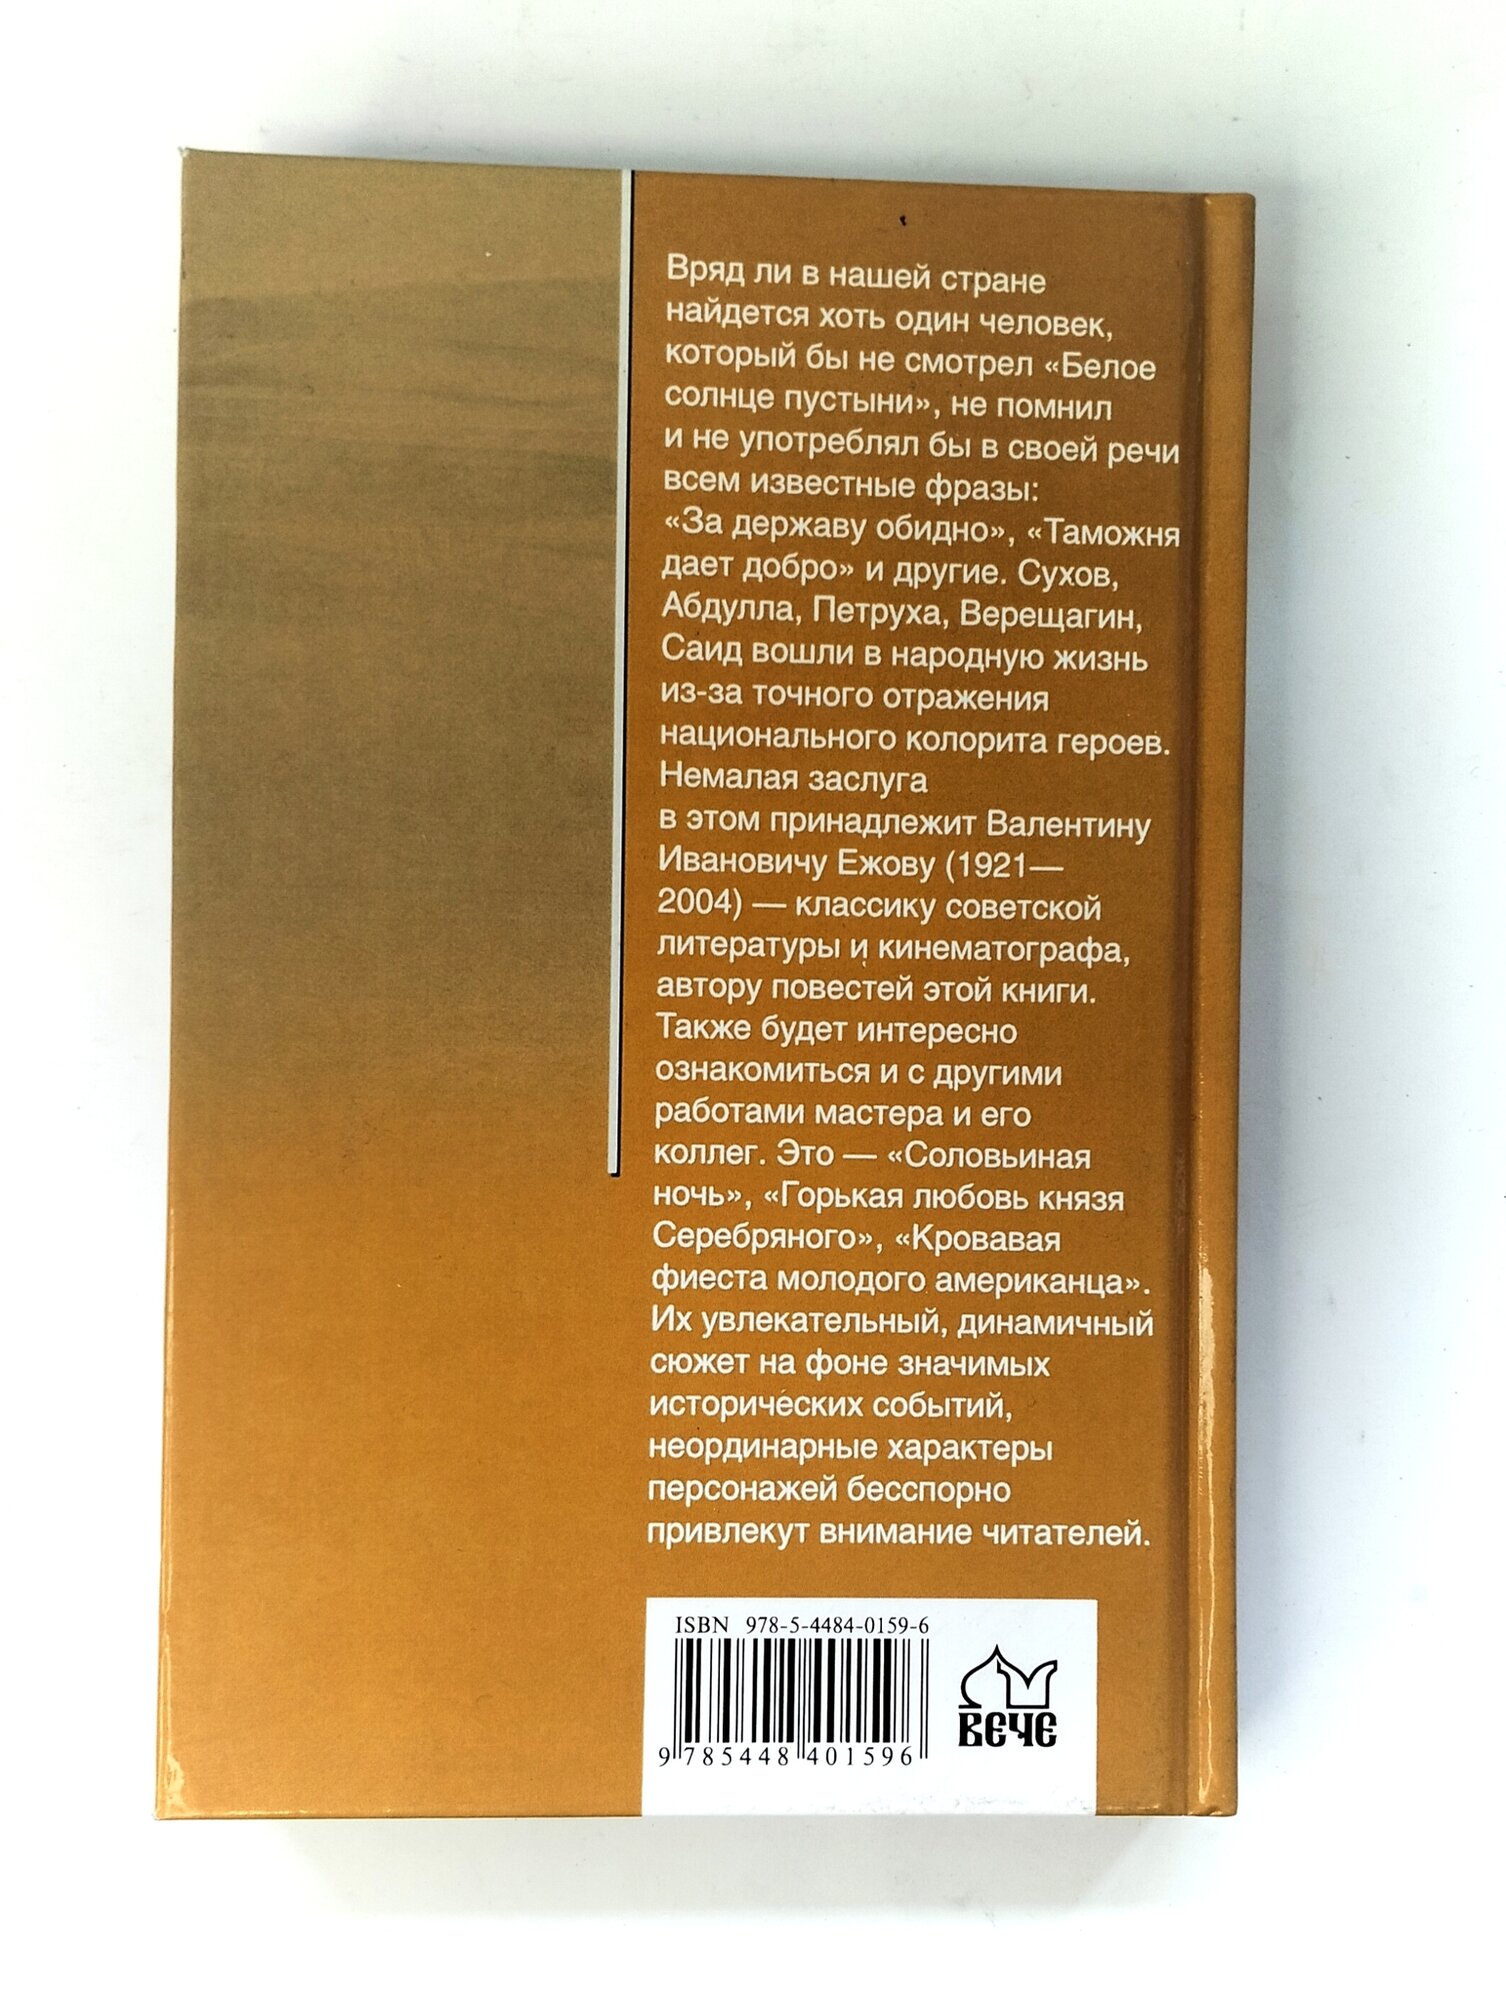 Вряд ли в нашей стране
найдется хоть один человек,
который бы не смотрел «Белое
солнце пустыни», не помнил
и не употреблял бы в своей речи
всем известные фразы:
«За державу обидно», «Таможня
дает добро» и другие. Сухов,
Абдулла, Петруха, Верещагин,
Саид вошли в народную жизнь
из-за точного отражения
национального колорита героев.
Немалая заслуга
в этом принадлежит Валентину
Ивановичу Ежову (1921—
2004) — классику советской
литературы и кинематографа,
автору повестей этой книги.
Также будет интересно
ознакомиться и с другими
работами мастера и его
коллег. Это — «Соловьиная
ночь», «Горькая любовь князя
Серебряного», «Кровавая
фиеста молодого американца».
Их увлекательный, динамичный
сюжет на фоне значимых
исторических событий,
неординарные характеры
персонажей бесспорно
привлекут внимание читателей.
ISBN 978-5-4484-0159-6
9 785448 401596
ВЕЧЕ